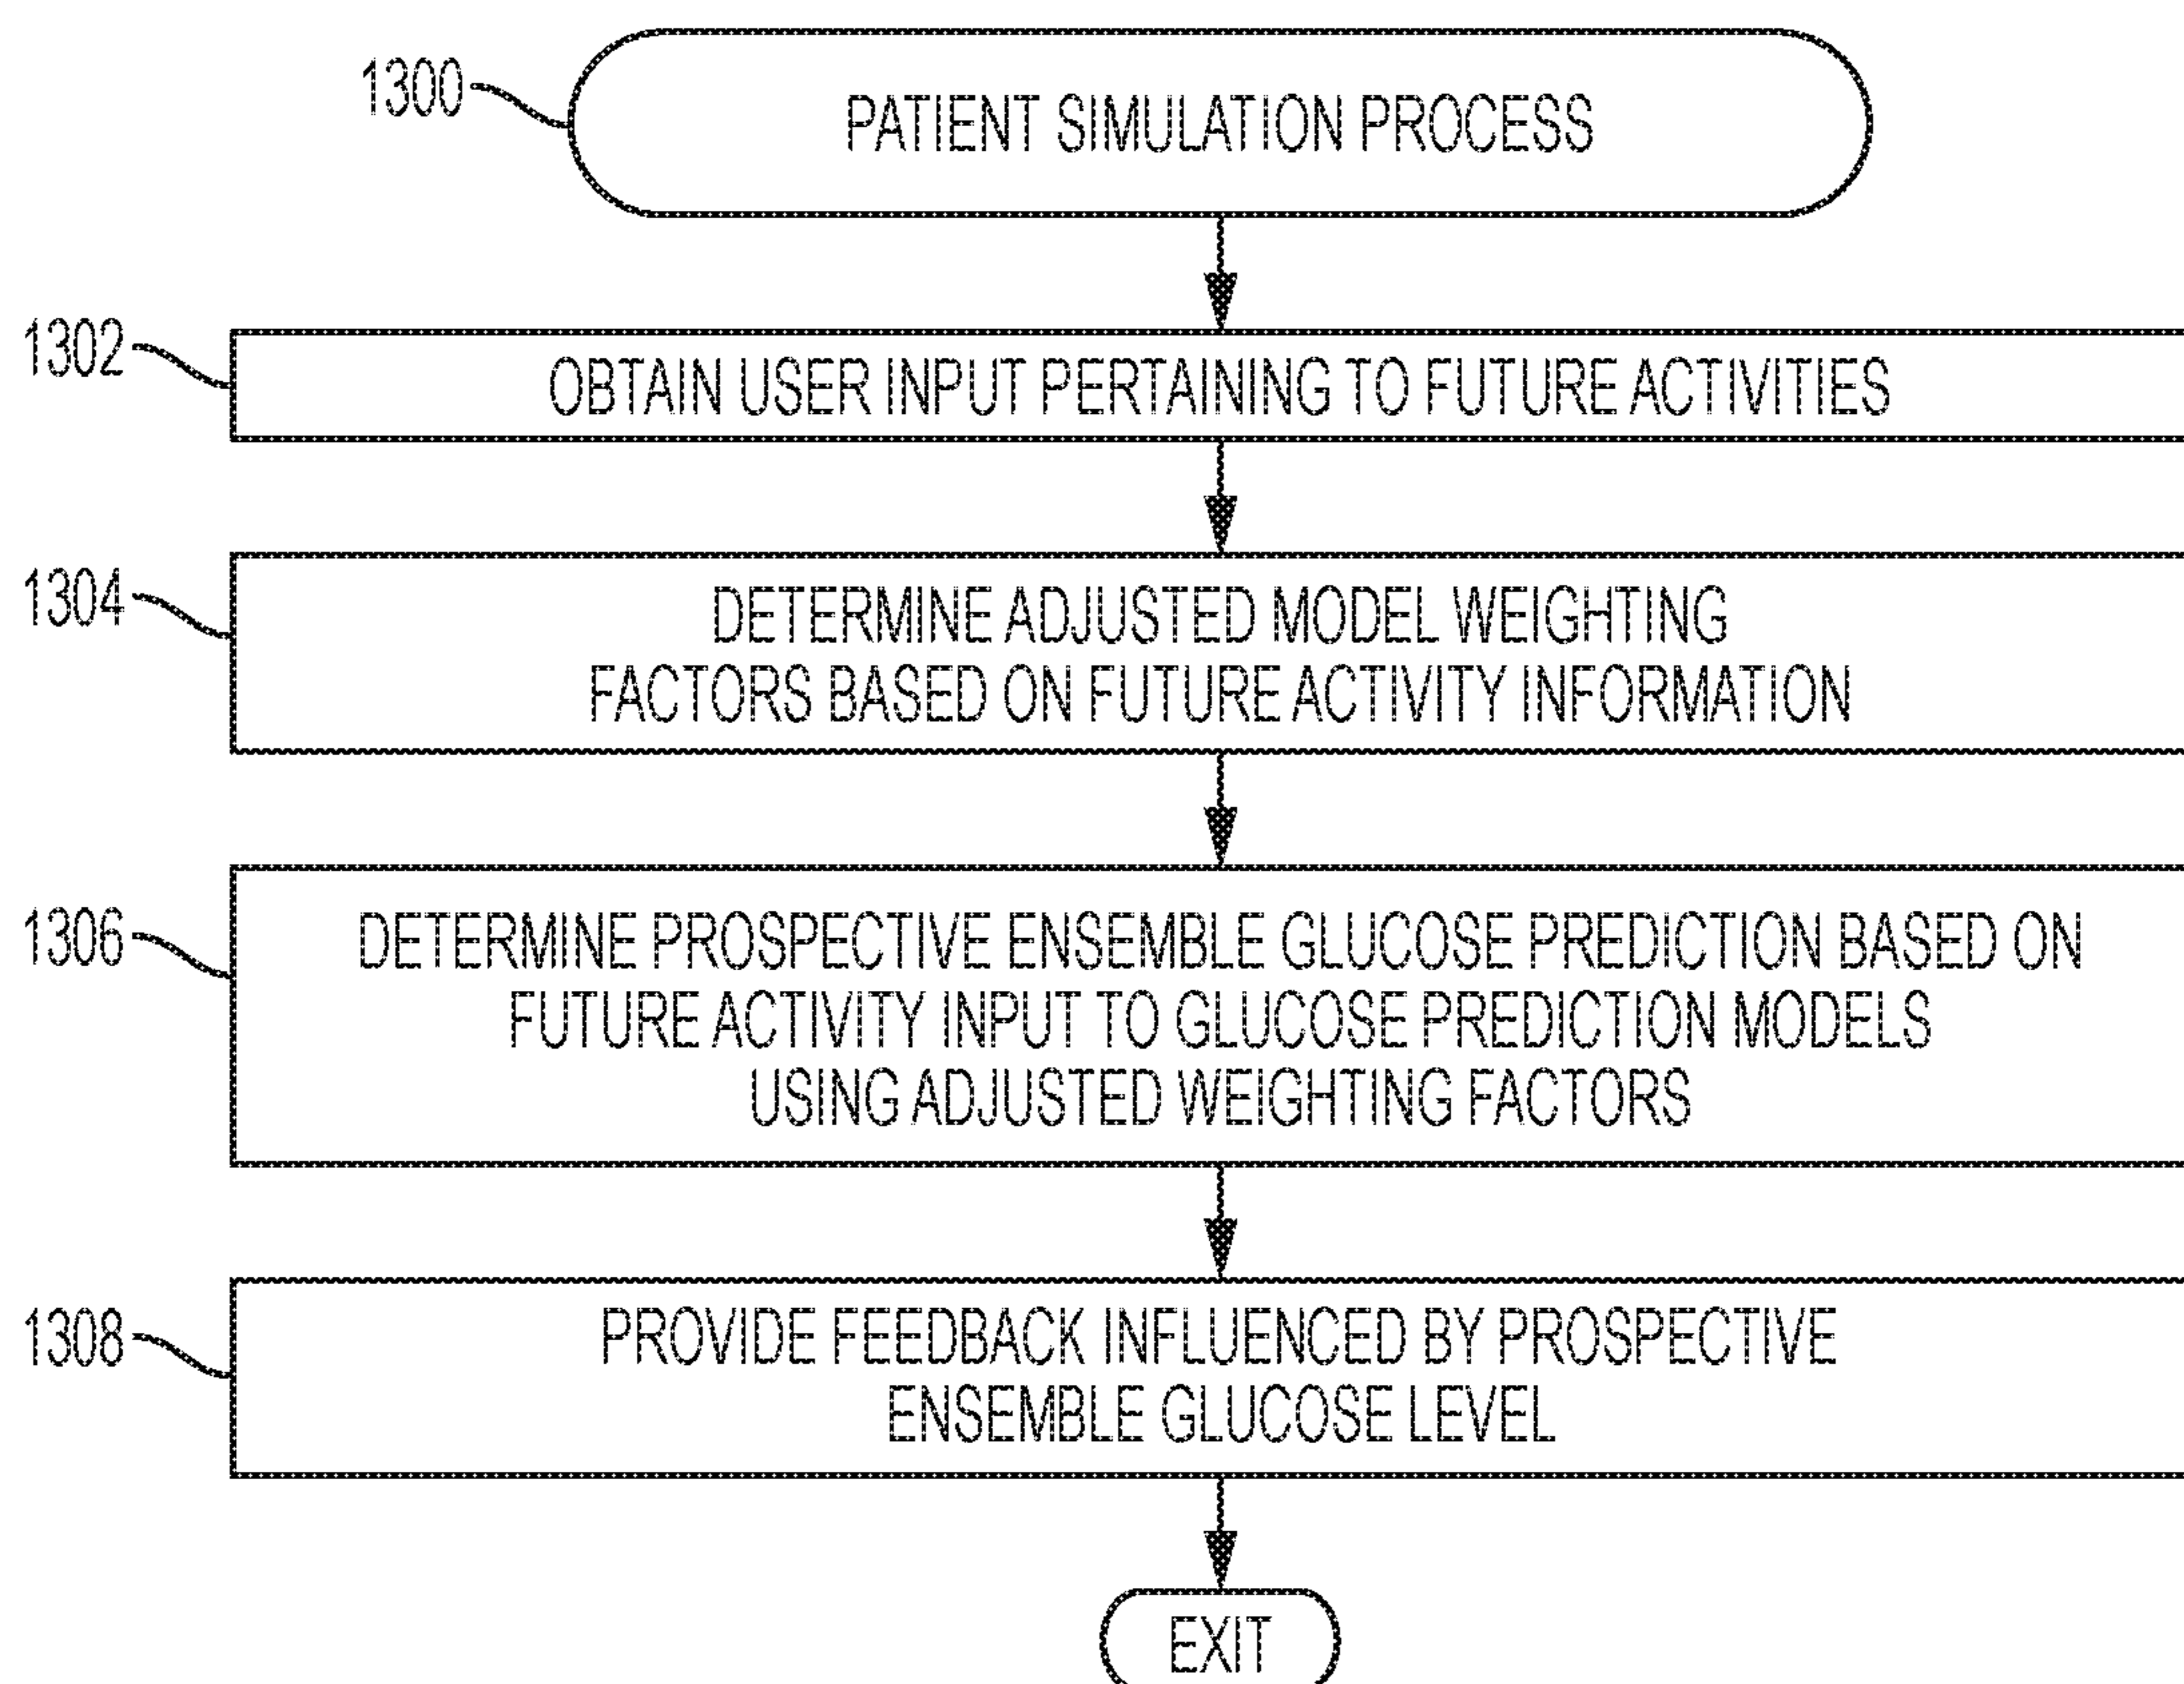 1300
PATIENT SIMULATION PROCESS
1302
OBTAIN USER INPUT PERTAINING TO FUTURE ACTIVITIES
1304
DETERMINE ADJUSTED MODEL WEIGHTING
FACTORS BASED ON FUTURE ACTIVITY INFORMATION
1306
DETERMINE PROSPECTIVE ENSEMBLE GLUCOSE PREDICTION BASED ON
FUTURE ACTIVITY INPUT TO GLUCOSE PREDICTION MODELS
USING ADJUSTED WEIGHTING FACTORS
1308
PROVIDE FEEDBACK INFLUENCED BY PROSPECTIVE
ENSEMBLE GLUCOSE LEVEL
EXIT